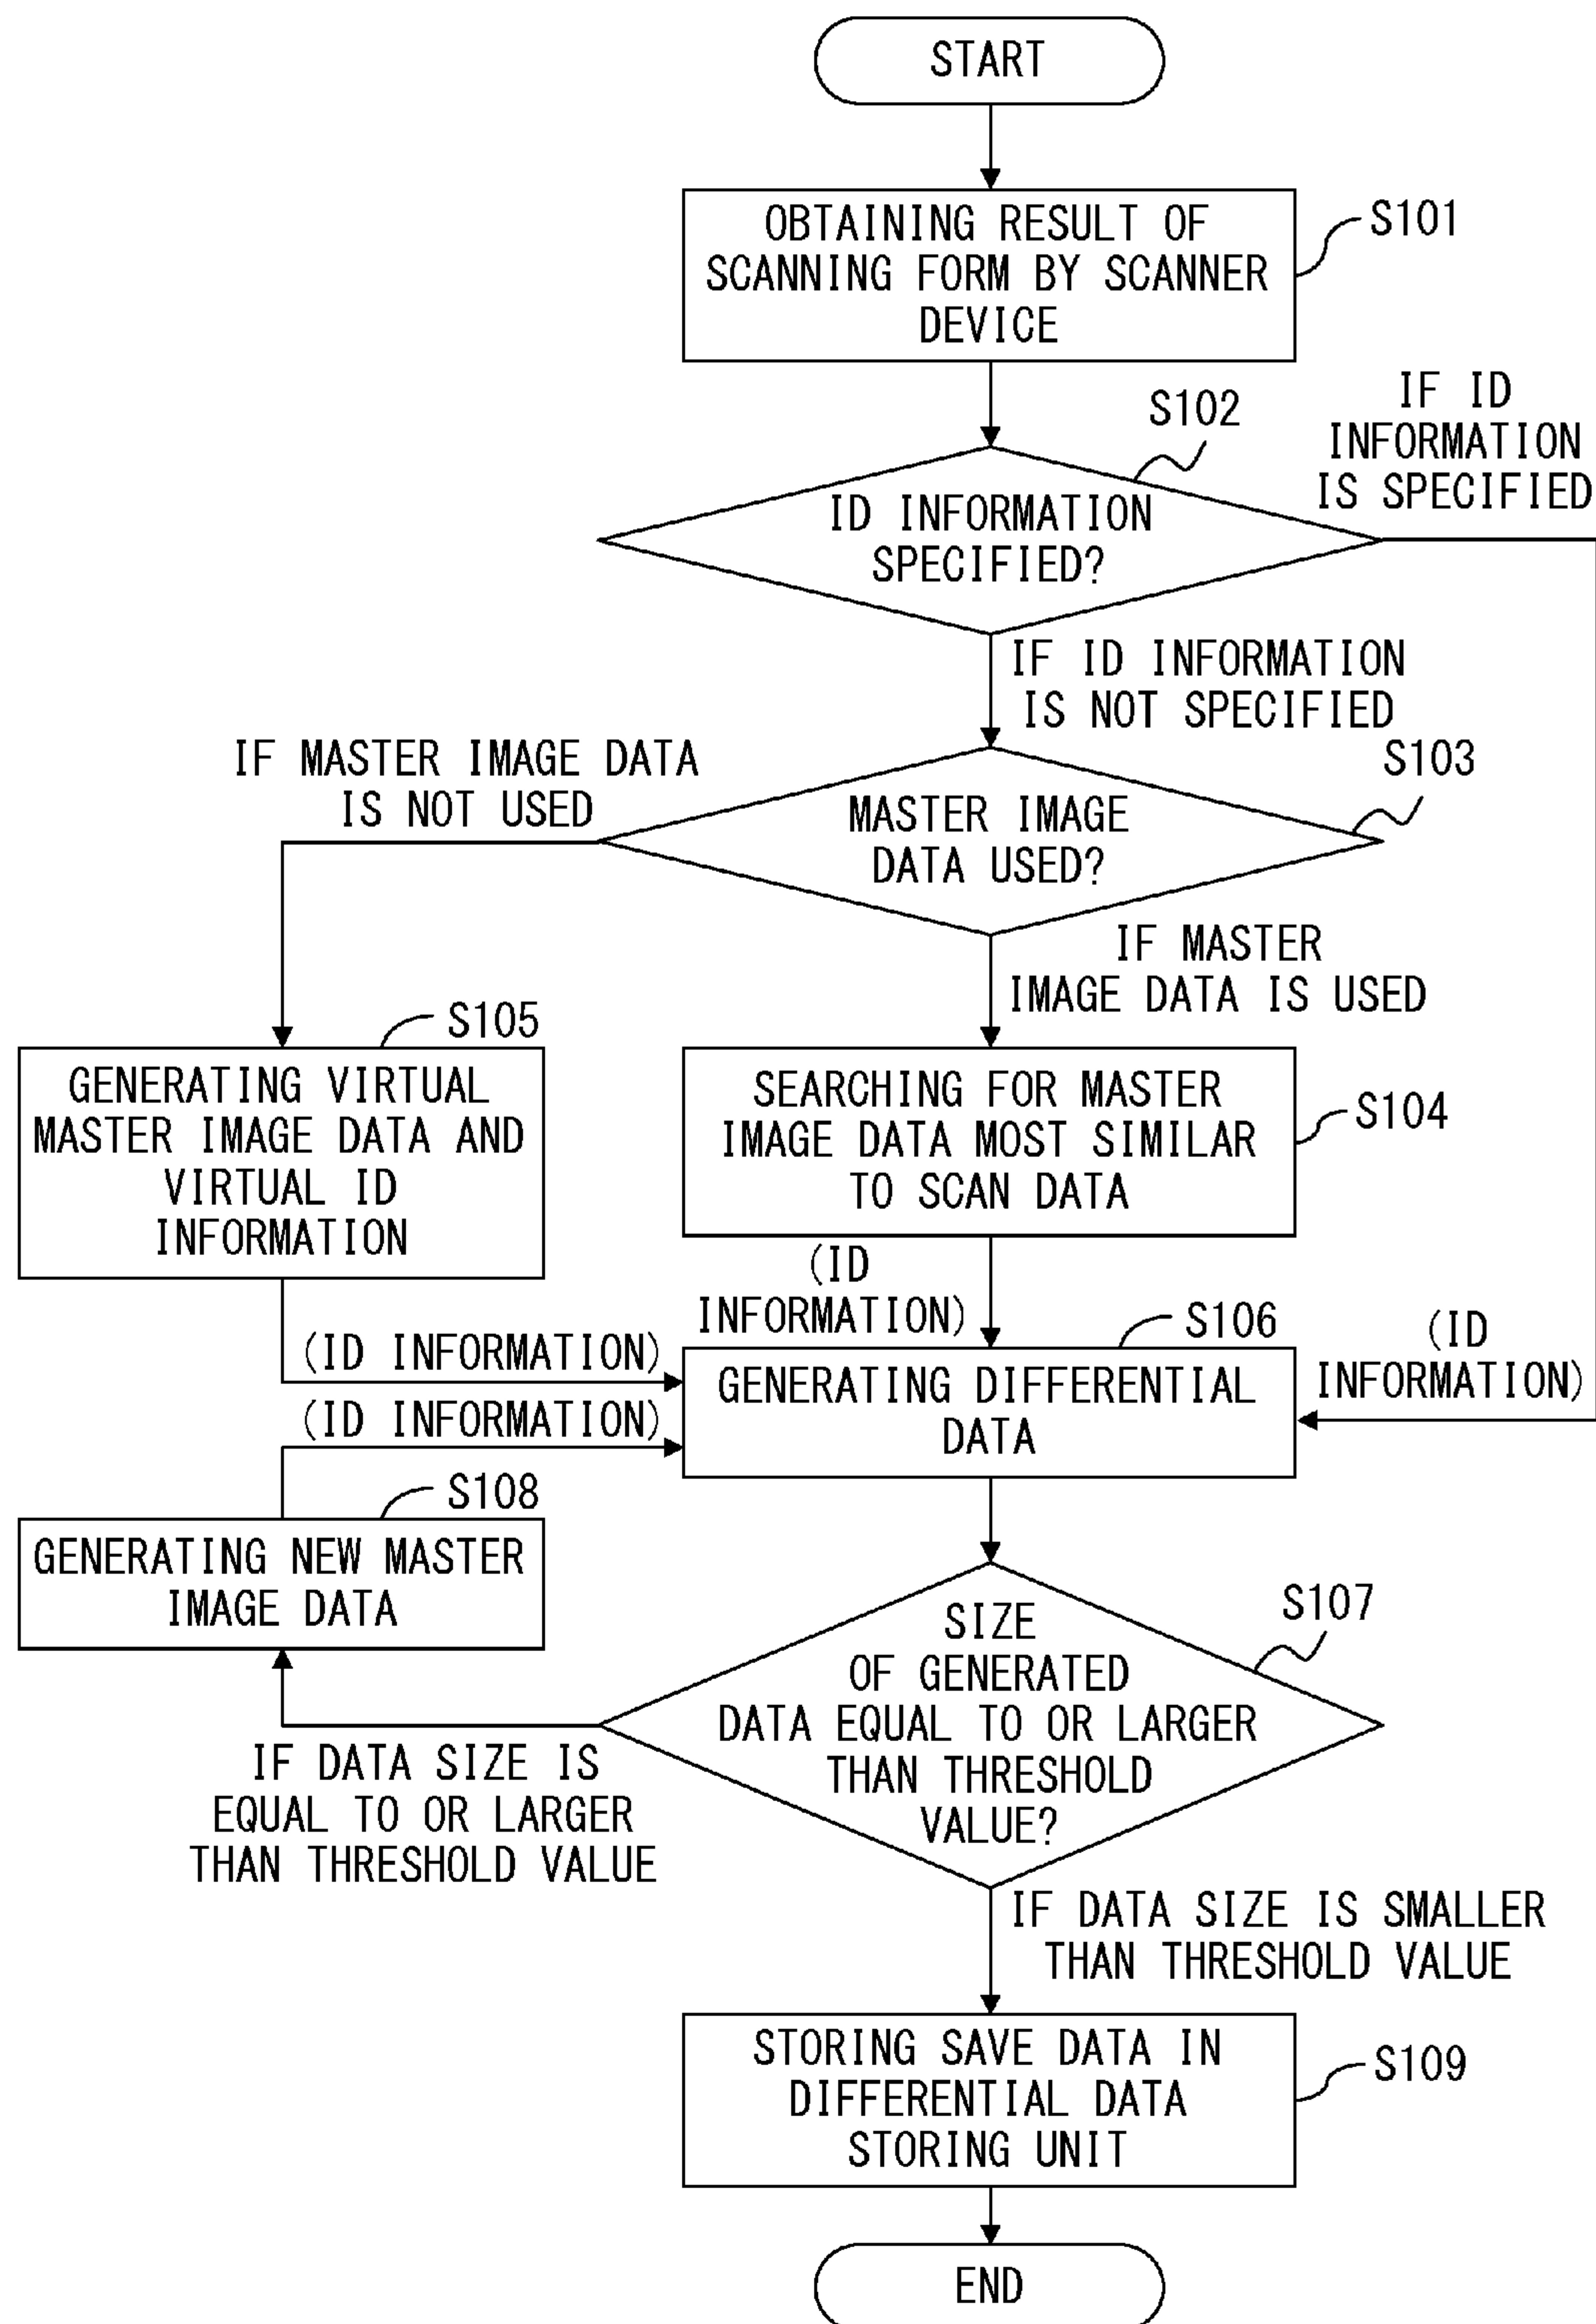 START
OBTAINING RESULT OF
SCANNING FORM BY SCANNER
DEVICE
S101
S102
IF ID
INFORMATION
IS SPECIFIED
ID INFORMATION
SPECIFIED?
IF ID INFORMATION
IS NOT SPECIFIED
S103
IF MASTER IMAGE DATA
IS NOT USED
MASTER IMAGE
DATA USED?
IF MASTER
IMAGE DATA IS USED
S105
GENERATING VIRTUAL
MASTER IMAGE DATA AND
VIRTUAL ID
INFORMATION
SEARCHING FOR MASTER
IMAGE DATA MOST SIMILAR
TO SCAN DATA
S104
(ID
INFORMATION)
S106
(ID
INFORMATION)
(ID INFORMATION)
(ID INFORMATION)
GENERATING DIFFERENTIAL
DATA
S108
GENERATING NEW MASTER
IMAGE DATA
S107
SIZE
OF GENERATED
DATA EQUAL TO OR LARGER
THAN THRESHOLD
VALUE?
IF DATA SIZE IS
EQUAL TO OR LARGER
THAN THRESHOLD VALUE
IF DATA SIZE IS SMALLER
THAN THRESHOLD VALUE
STORING SAVE DATA IN
DIFFERENTIAL DATA
STORING UNIT
S109
END